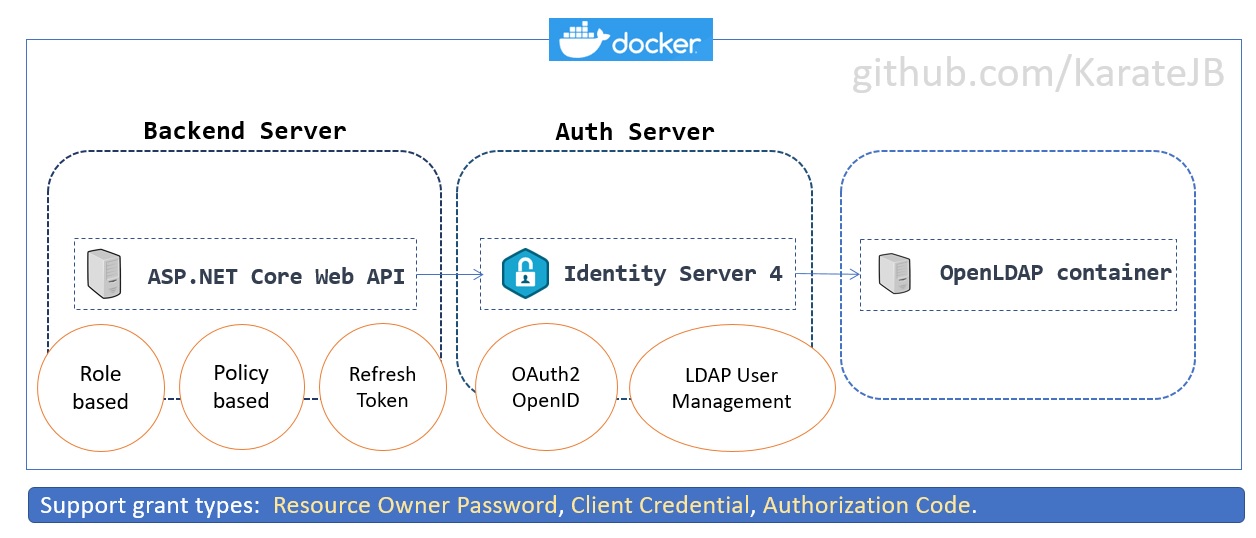 docker
github.com/KarateJB
Backend Server
Auth Server
ASP.NET Core Web API
Identity Server 4
OpenLDAP container
Role
based
Policy
based
Refresh
Token
OAuth2
OpenID
LDAP User
Management
Support grant types: Resource Owner Password, Client Credential, Authorization Code.